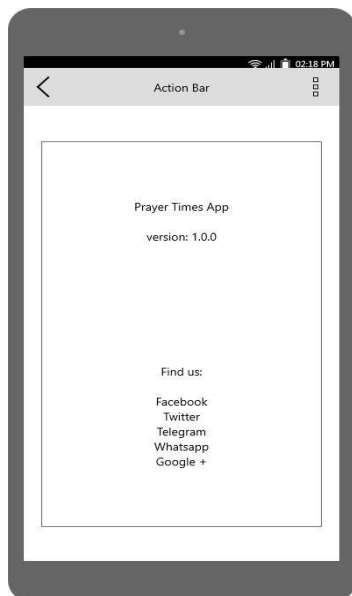 02:18 PM
Action Bar
Prayer Times App
version: 1.0.0
Find us:
Facebook
Twitter
Telegram
Whatsapp
Google +